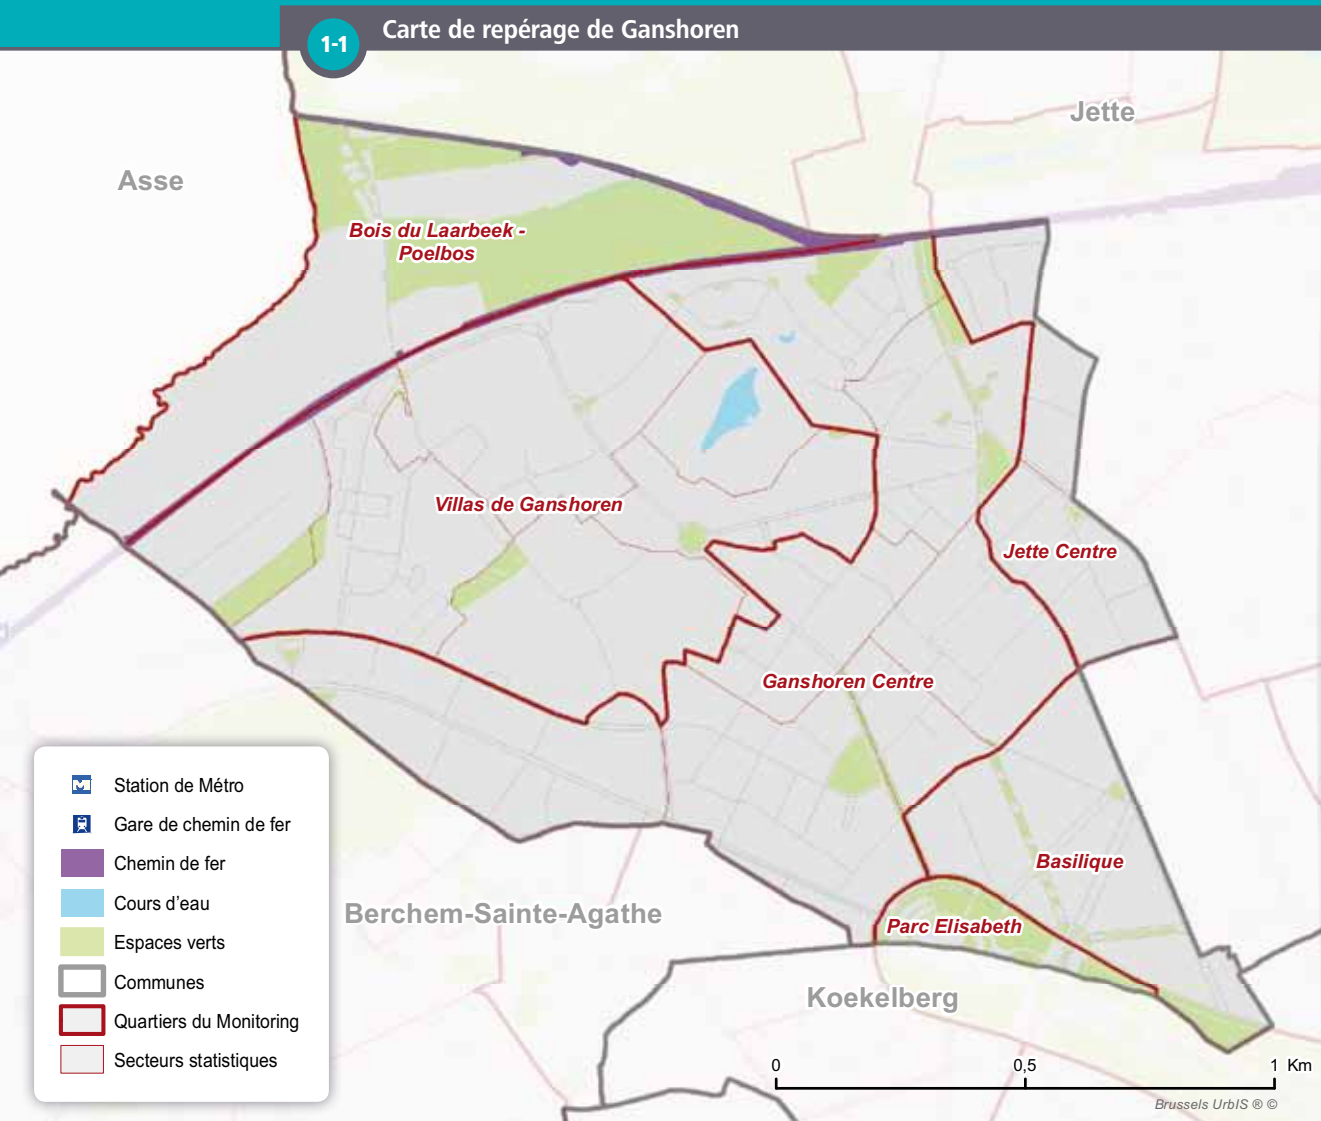 1-1
Carte de repérage de Ganshoren
Jette
Asse
Bois du Laarbeek -
Poelbos
Villas de Ganshoren
Jette Centre
Ganshoren Centre
Basilique
Parc Elisabeth
Berchem-Sainte-Agathe
Koekelberg
Station de Métro
Gare de chemin de fer
Chemin de fer
Cours d'eau
Espaces verts
Communes
Quartiers du Monitoring
Secteurs statistiques
0 0,5 1 Km
Brussels UrbIS ® ©